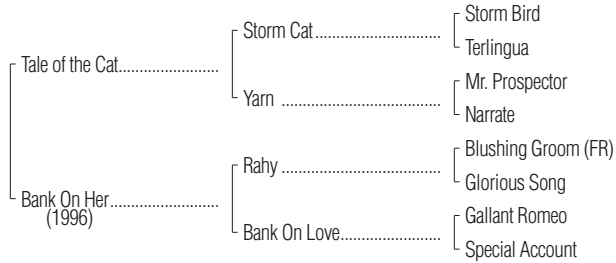 Storm Bird
Storm Cat
Terlingua
Tale of the Cat
Mr. Prospector
Yarn
Narrate
Blushing Groom (FR)
Rahy
Glorious Song
Bank On Her
(1996)
Gallant Romeo
Bank On Love
Special Account